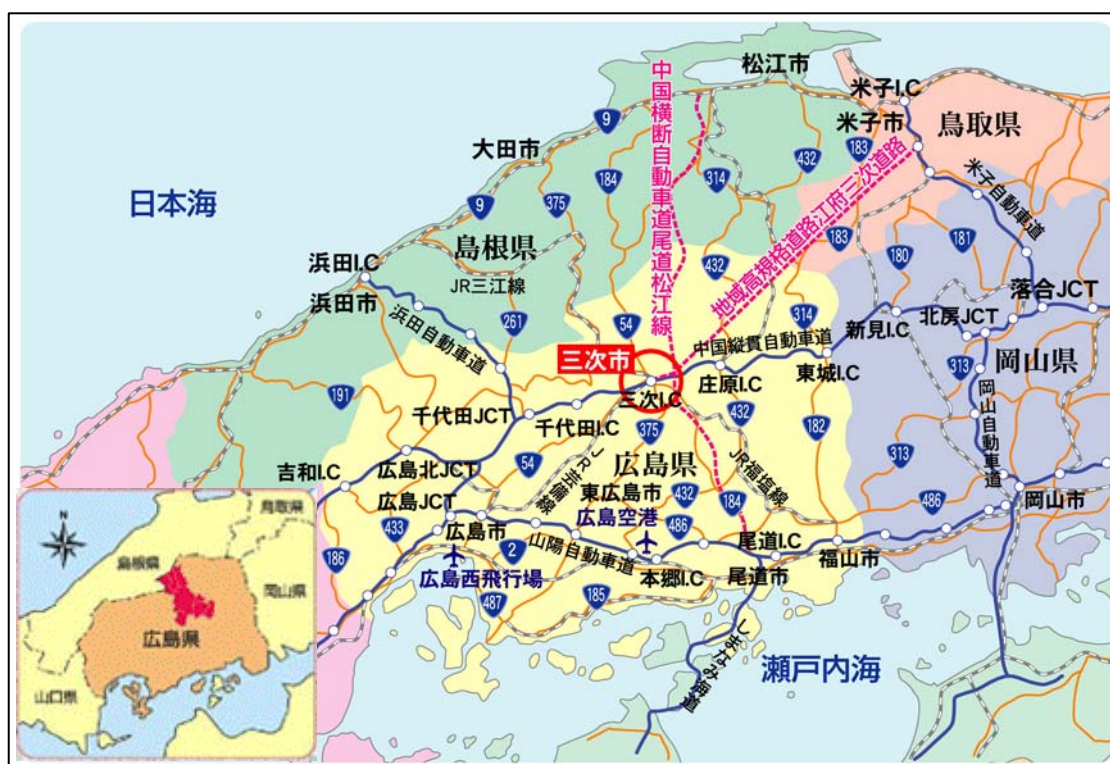 松江市
米子I.C
米子市
鳥取県
中国横断自動車道尾道松江線
9
大田市
184
432
183
314
地域高規格道路江府三次道路
米子自動車道
日本海
9
375
島根県
183
180
181
432
浜田I.C
浜田市
JR三江線
浜田自動車道
261
54
314
新見I.C
北房JCT
落合JCT
中国縦貫自動車道
三次市
三次I.C
庄原I.C
東城I.C
313
岡山県
岡山自動車道
191
千代田JCT
千代田I.C
375
432
182
吉和I.C
広島北JCT
54
JR芸備線
広島県
JR福塩線
313
広島JCT
東広島市
432
184
486
岡山市
433
広島市
広島空港
486
尾道I.C
186
2
山陽自動車道
福山市
広島西飛行場
本郷I.C
尾道市
487
185
しまなみ海道
瀬戸内海
N
鳥取県
島根県
岡山県
広島県
山口県